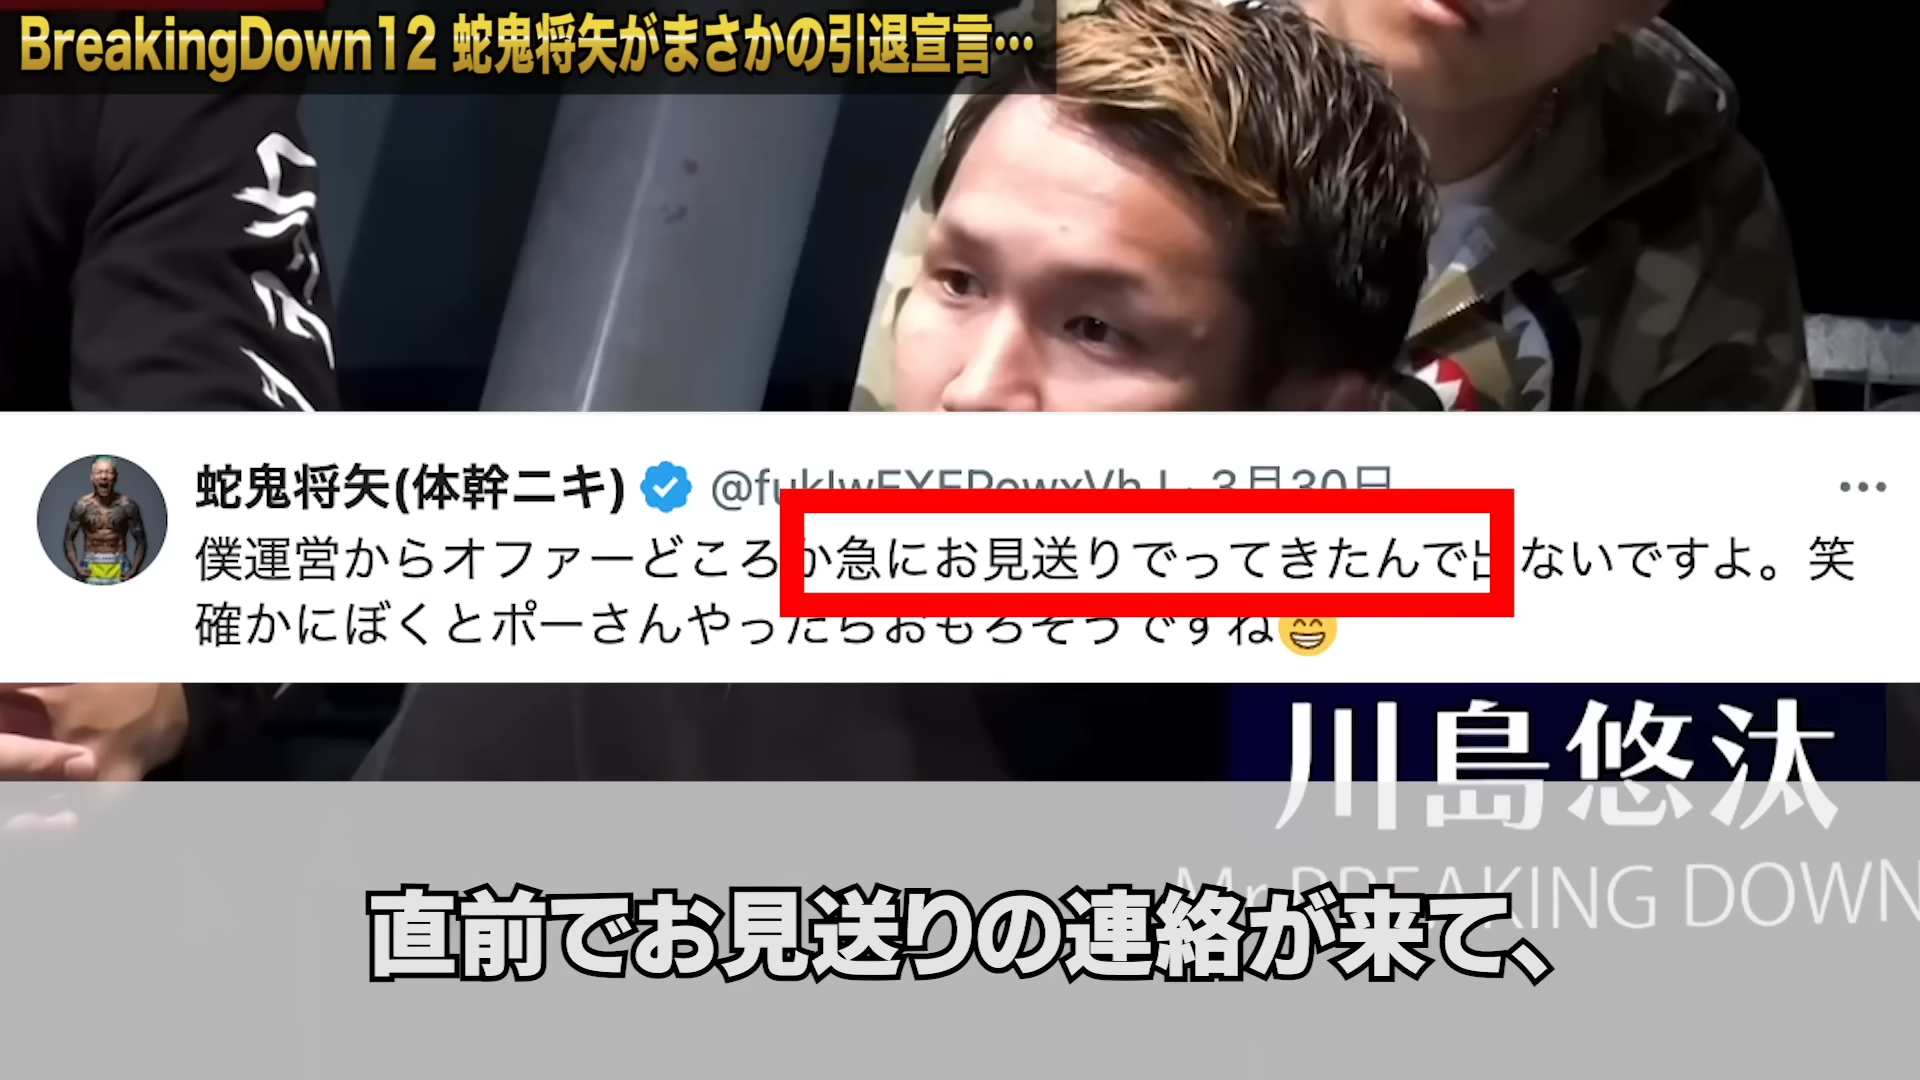 BreakingDown12 蛇鬼将矢がまさかの引退宣言…
蛇鬼将矢(体幹ニキ) 3月30日
僕運営からオファーどころか急にお見送りでってきたんで出ないですよ。笑
確かにぼくとポーさんやったらおもろそうですね😁
川島悠汰
Mr BREAKING DOWN
直前でお見送りの連絡が来て、